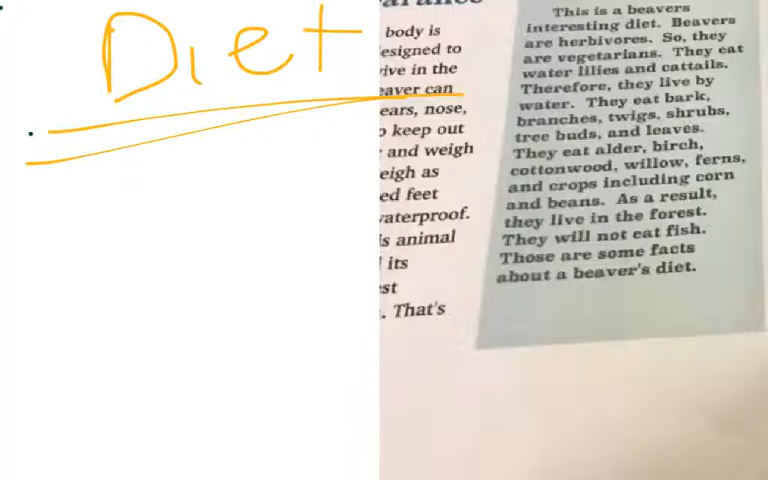 Diet
body is
esigned to
in the
eaver can
ears, nose,
keep out
and weigh
eigh as
ed feet
aterproof.
is animal
its
est
. That's
This is a beavers
interesting diet. Beavers
are herbivores. So, they
are vegetarians. They eat
water lilies and cattails.
Therefore, they live by
water. They eat bark,
branches, twigs, shrubs,
tree buds, and leaves.
They eat alder, birch,
cottonwood, willow, ferns,
and crops including corn
and beans. As a result,
they live in the forest.
They will not eat fish.
Those are some facts
about a beaver's diet.